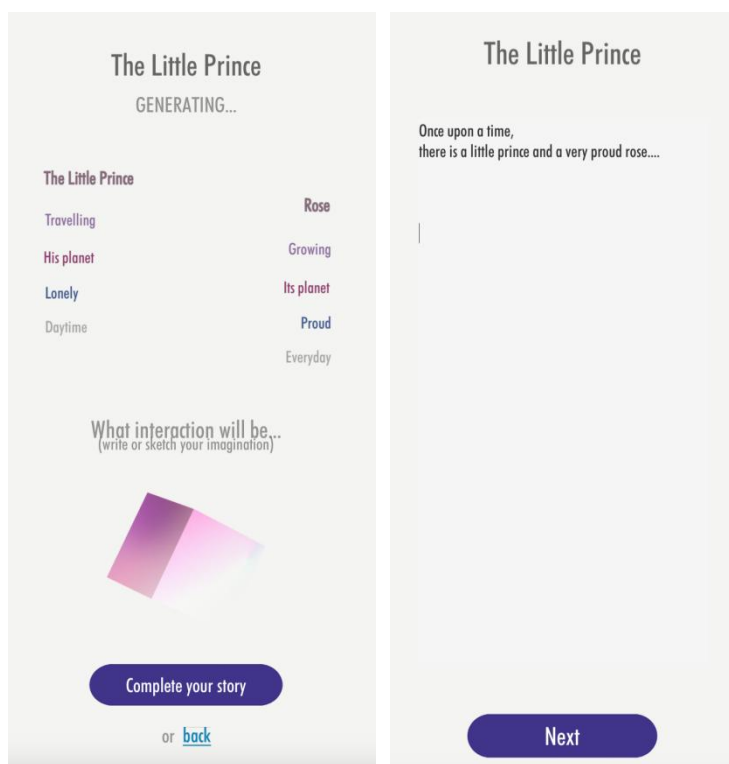 The Little Prince
GENERATING...
The Little Prince
Rose
Travelling
Growing
His planet
Its planet
Lonely
Proud
Daytime
Everyday
What interaction will be...
(write or sketch your imagination)
Complete your story
or back
The Little Prince
Once upon a time,
there is a little prince and a very proud rose....
Next